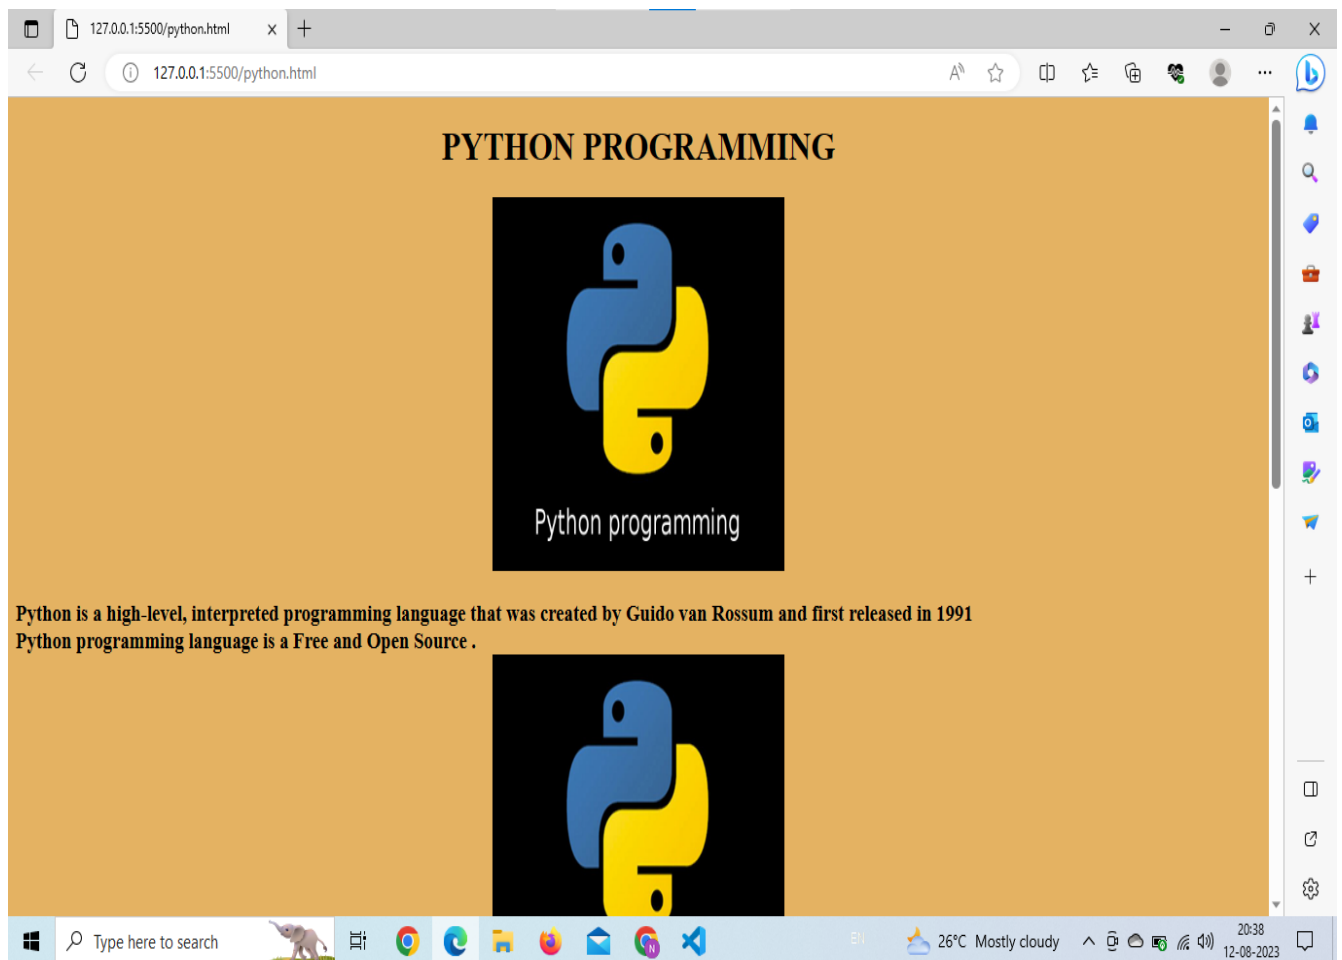 127.0.0.1:5500/python.html
127.0.0.1:5500/python.html
PYTHON PROGRAMMING
Python programming
Python is a high-level, interpreted programming language that was created by Guido van Rossum and first released in 1991
Python programming language is a Free and Open Source .
Type here to search
EN
26°C Mostly cloudy
20:38
12-08-2023